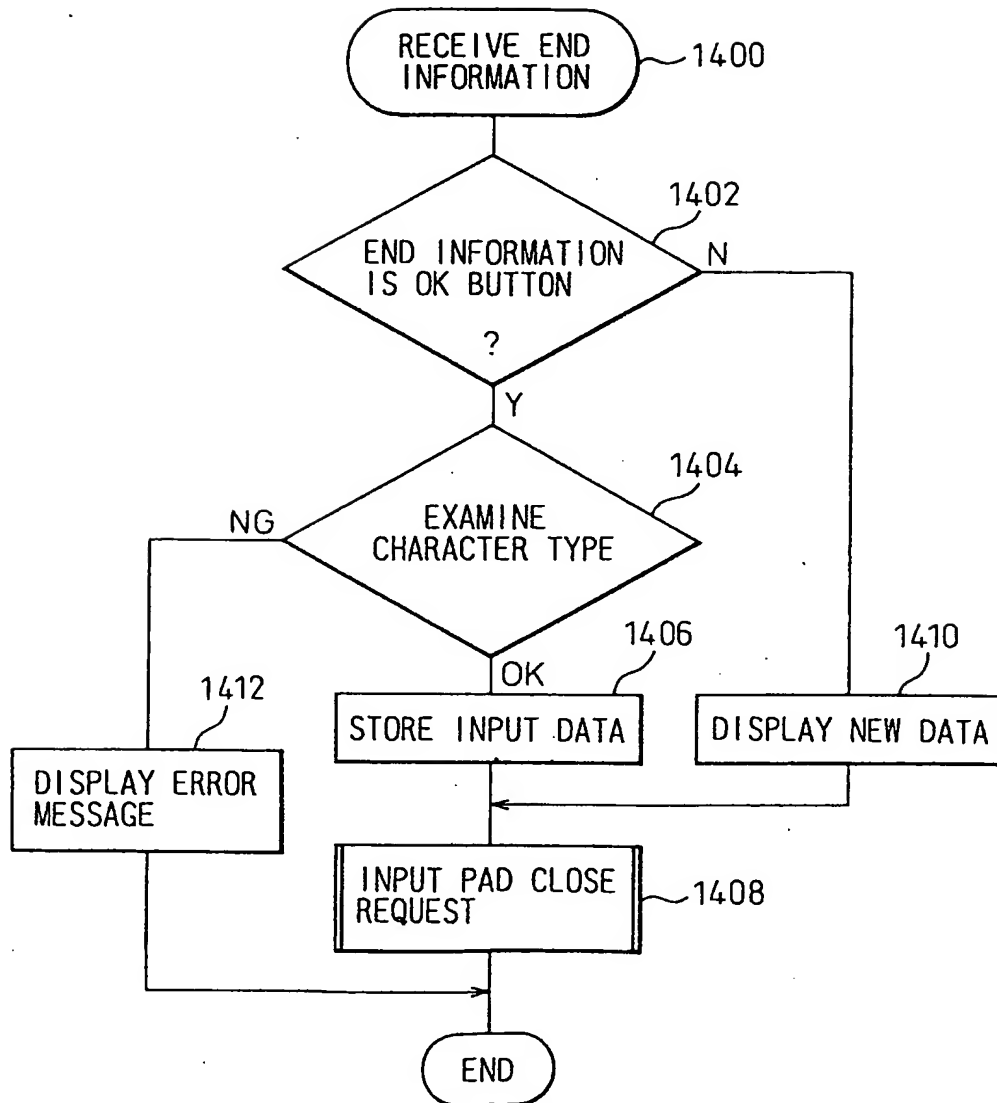 RECEIVE END
INFORMATION
1400
1402
END INFORMATION
IS OK BUTTON
?
N
Y
1404
EXAMINE
CHARACTER TYPE
NG
OK
1406
STORE INPUT DATA
1410
DISPLAY NEW DATA
1412
DISPLAY ERROR
MESSAGE
INPUT PAD CLOSE
REQUEST
1408
END